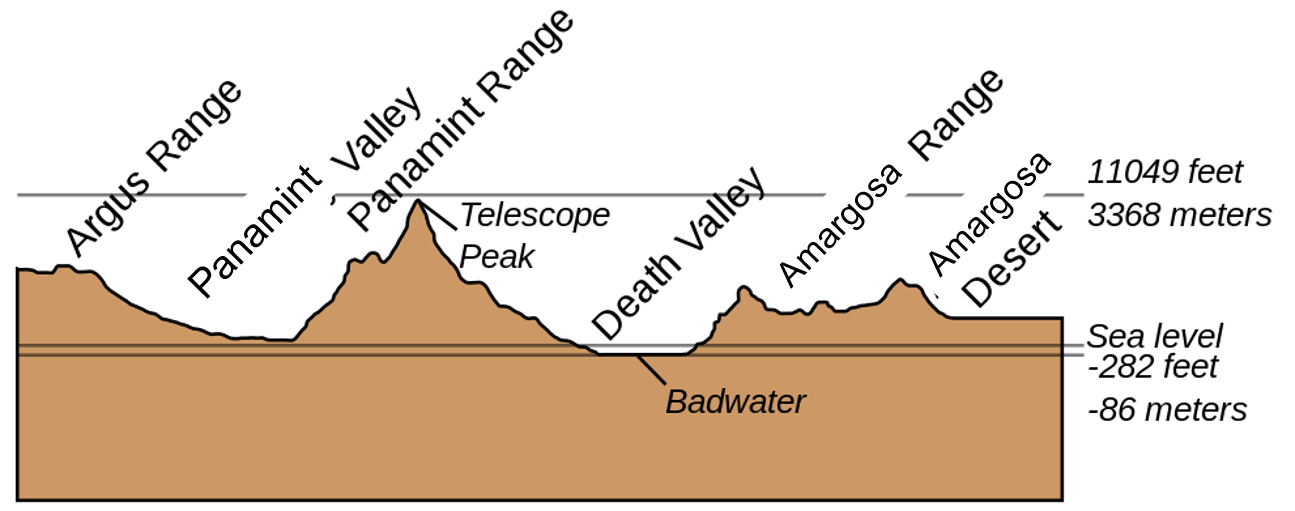 Argus Range
Panamint Valley
Panamint Range
Telescope
Peak
Death Valley
Badwater
Amargosa Range
Amargosa
Desert
11049 feet
3368 meters
Sea level
-282 feet
-86 meters